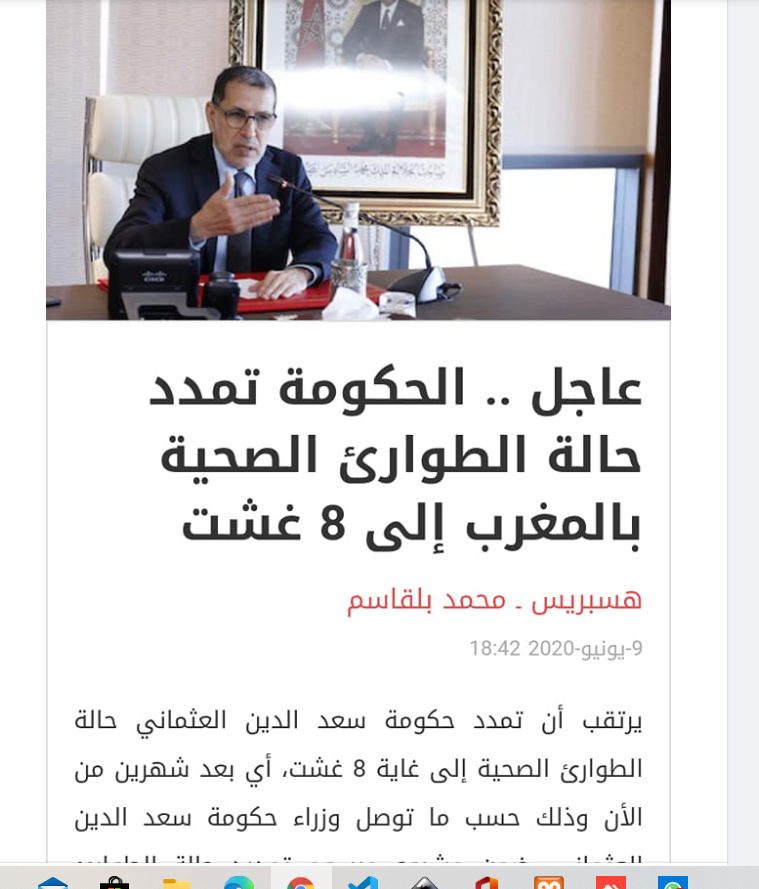 CISCO
عاجل .. الحكومة تمدد
حالة الطوارئ الصحية
بالمغرب إلى 8 غشت
هسبريس ـ محمد بلقاسم
9-يونيو-2020 18:42
يرتقب أن تمدد حكومة سعد الدين العثماني حالة
الطوارئ الصحية إلى غاية 8 غشت، أي بعد شهرين من
الأن وذلك حسب ما توصل وزراء حكومة سعد الدين